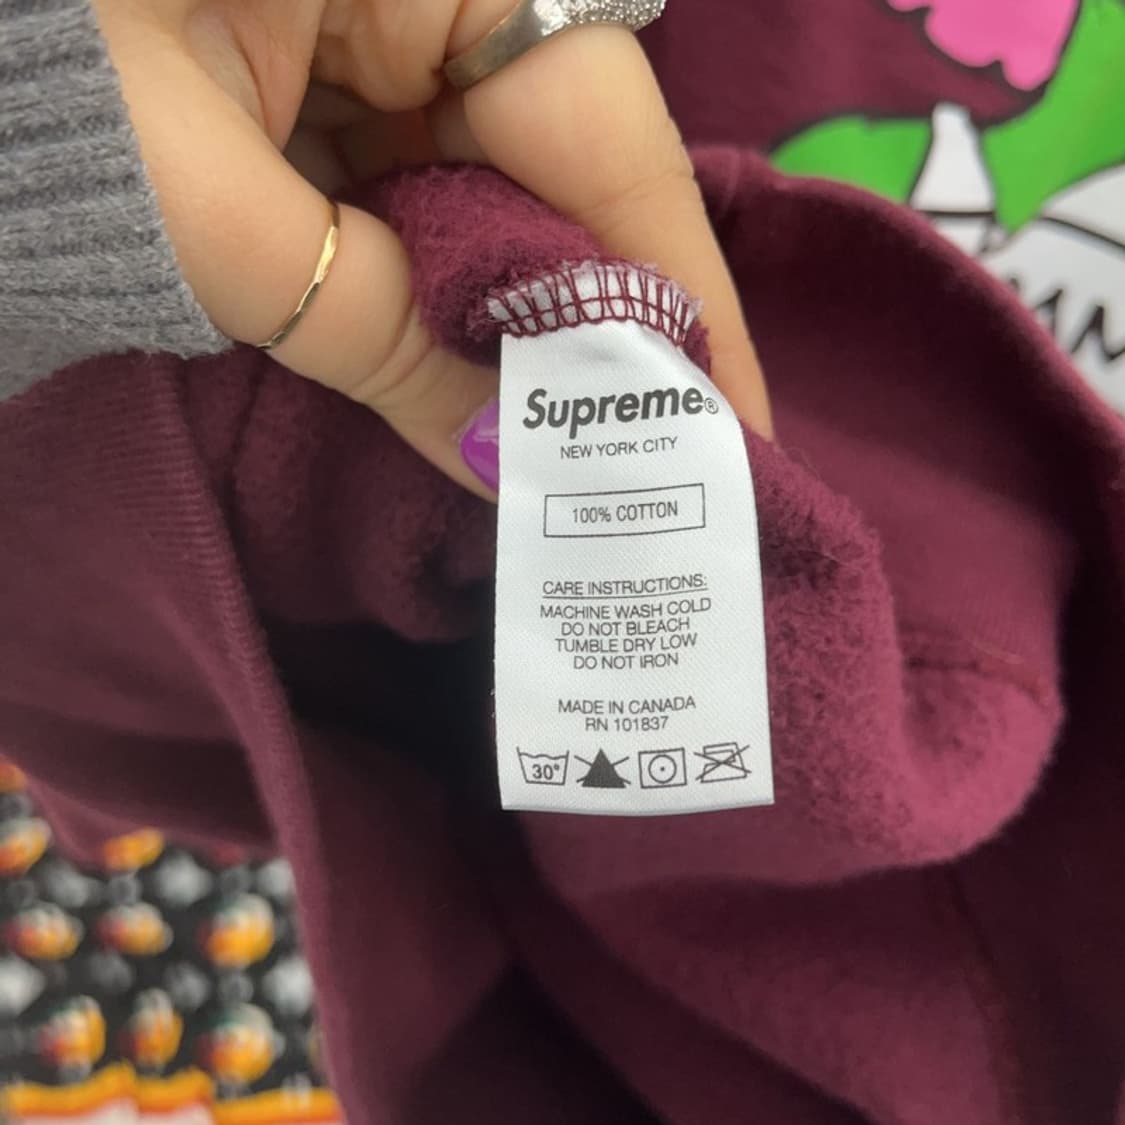 Supreme®
NEW YORK CITY
100% COTTON
CARE INSTRUCTIONS:
MACHINE WASH COLD
DO NOT BLEACH
TUMBLE DRY LOW
DO NOT IRON
MADE IN CANADA
RN 101837
30°